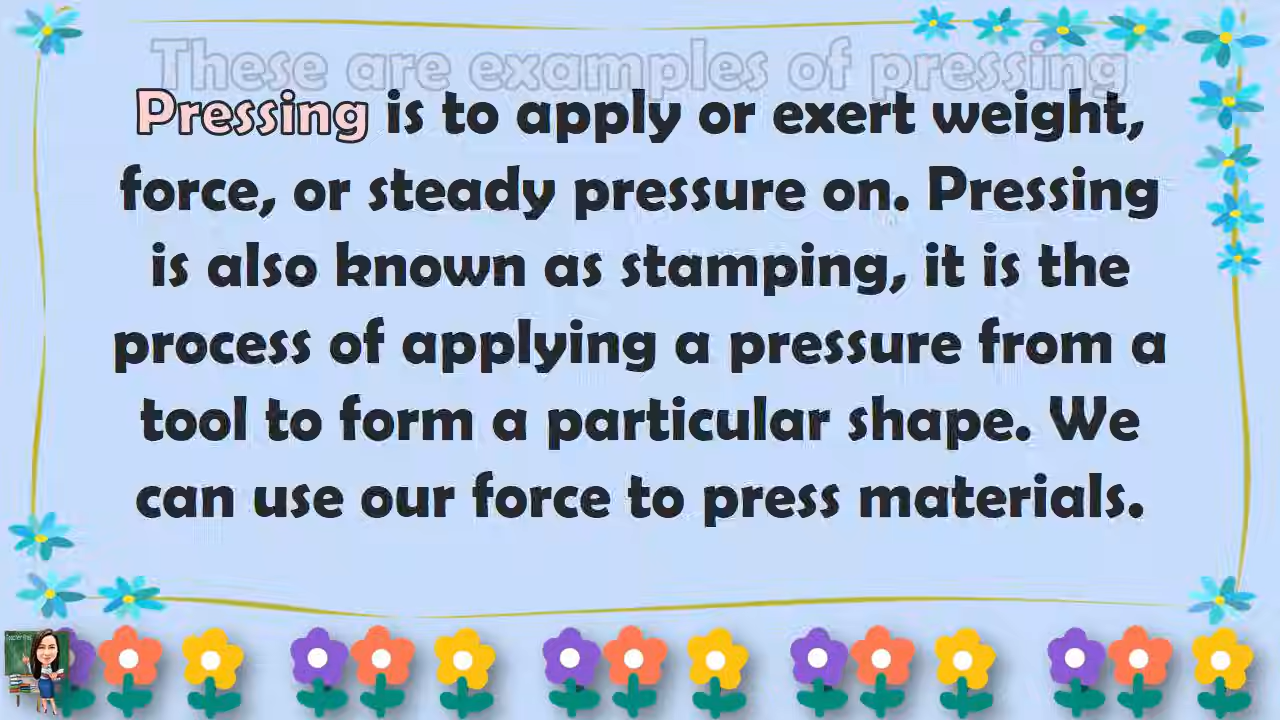 These are examples of pressing
Pressing is to apply or exert weight,
force, or steady pressure on. Pressing
is also known as stamping, it is the
process of applying a pressure from a
tool to form a particular shape. We
can use our force to press materials.